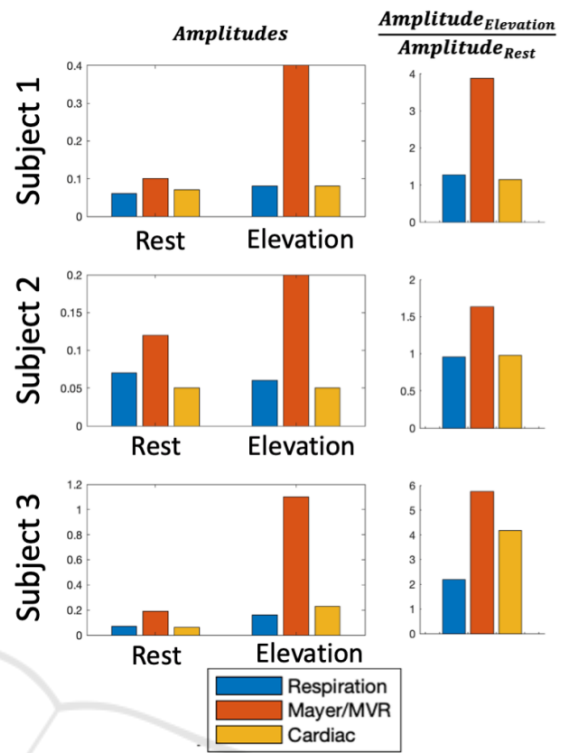 Amplitudes
Amplitude_Elevation
Amplitude_Rest
Subject 1
0.4
0.3
0.2
0.1
0
Rest Elevation
4
3
2
1
0
Subject 2
0.2
0.15
0.1
0.05
0
Rest Elevation
2
1.5
1
0.5
0
Subject 3
1.2
1
0.8
0.6
0.4
0.2
0
Rest Elevation
6
5
4
3
2
1
0
Respiration
Mayer/MVR
Cardiac